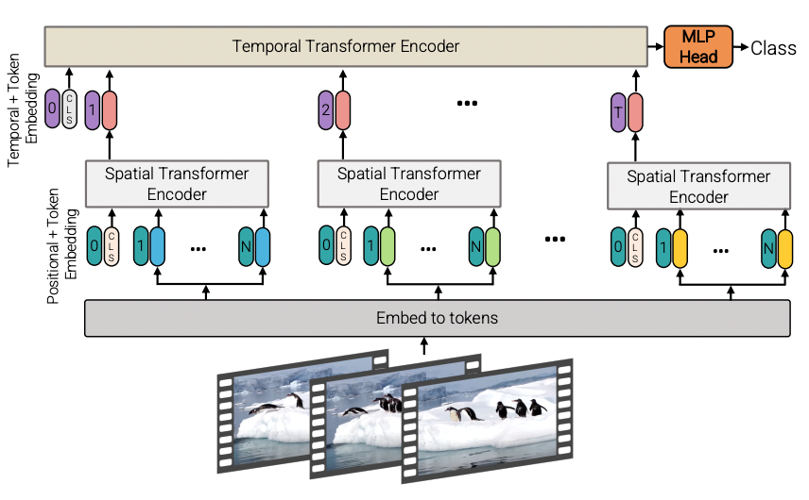 Temporal Transformer Encoder
MLP
Head
Class
Temporal + Token
Embedding
0 CLS 1
2
...
T
Spatial Transformer
Encoder
Spatial Transformer
Encoder
Spatial Transformer
Encoder
Positional + Token
Embedding
0 CLS 1 ... N
0 CLS 1 ... N
...
0 CLS 1 ... N
Embed to tokens